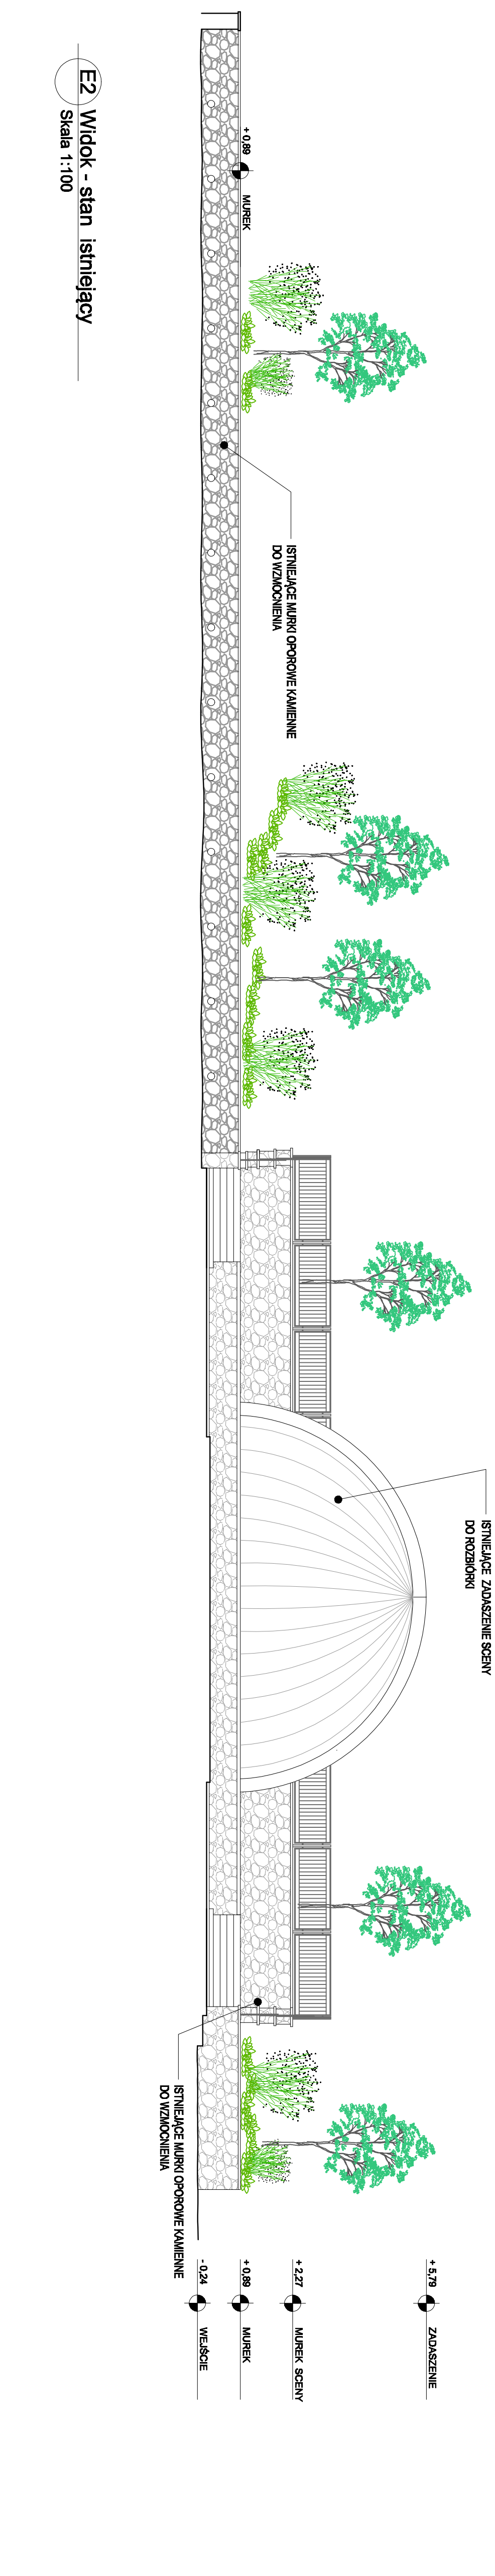 ISTNIEJĄCE ZADASZENIE SCENY
DO ROZBIÓRKI
+ 5,79
ZADASZENIE
ISTNIEJĄCE MURKI OPOROWE KAMIENNE
DO WZMOCNIENIA
+ 0,89
MUREK
+ 2,27
MUREK SCENY
+ 0,89
MUREK
- 0,24
WEJŚCIE
ISTNIEJĄCE MURKI OPOROWE KAMIENNE
DO WZMOCNIENIA
E2 Widok - stan istniejący
Skala 1:100